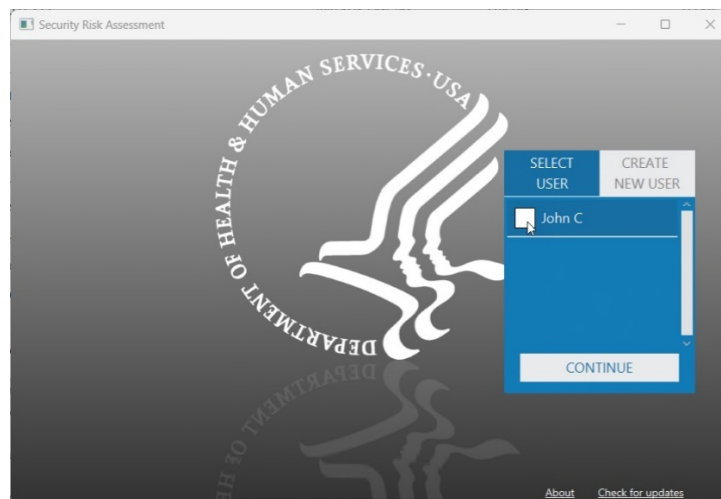 Security Risk Assessment
DEPARTMENT OF HEALTH & HUMAN SERVICES·USA
SELECT
USER
CREATE
NEW USER
John C
CONTINUE
About
Check for updates